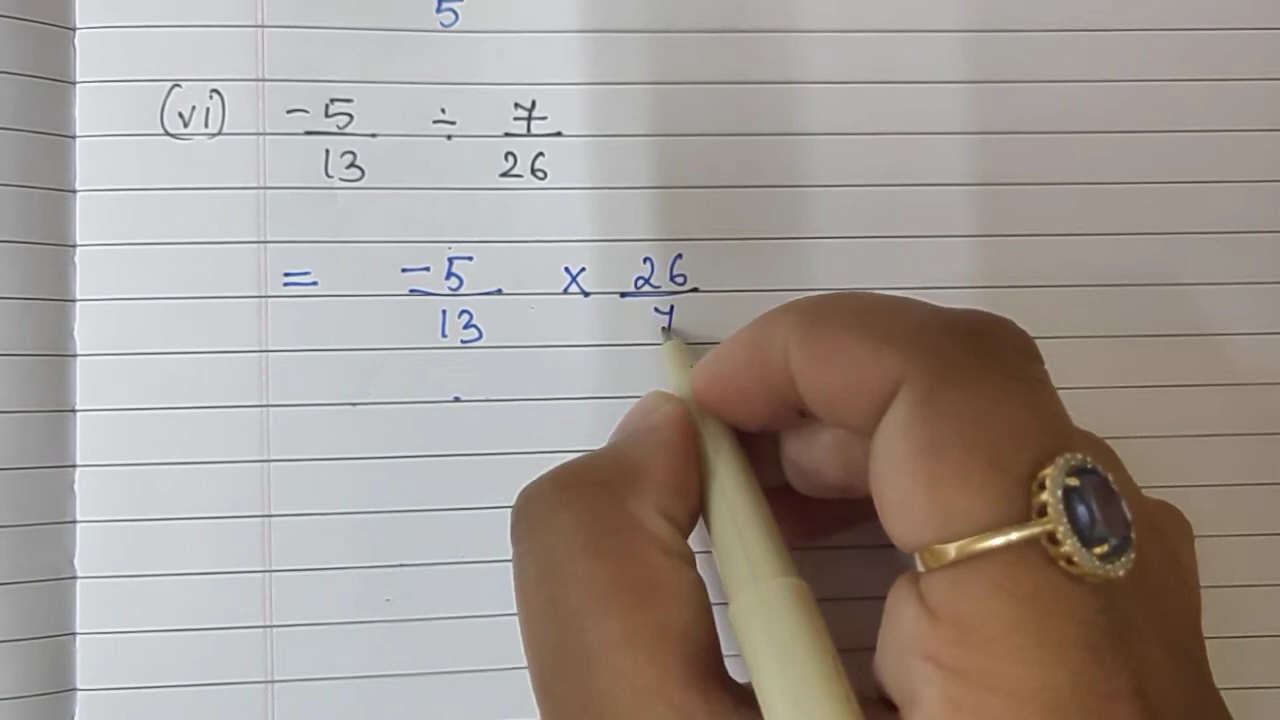 5
(vi) -5/13 ÷ 7/26
= -5/13 × 26/7